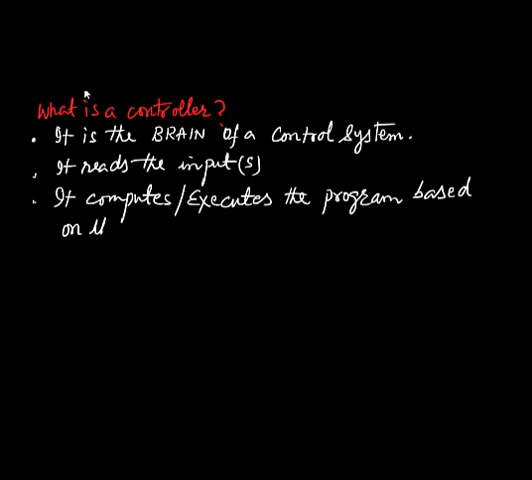 What is a controller?
. It is the BRAIN of a Control System.
. It reads the input(s)
. It computes/Executes the program based
on